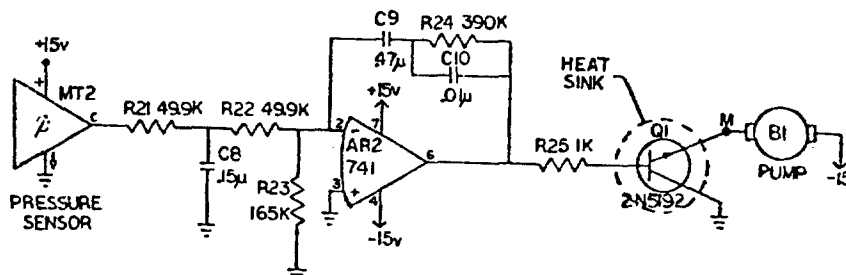 +15v
+
MT2
p
c
PRESSURE
SENSOR
R21 49.9K
C8
.15μ
R22 49.9K
R23
165K
C9
.47μ
R24 390K
C10
.01μ
+15v
2
-
7
AR2
741
6
3
+
4
-15v
R25 1K
HEAT
SINK
Q1
2N5192
M
B1
PUMP
-15